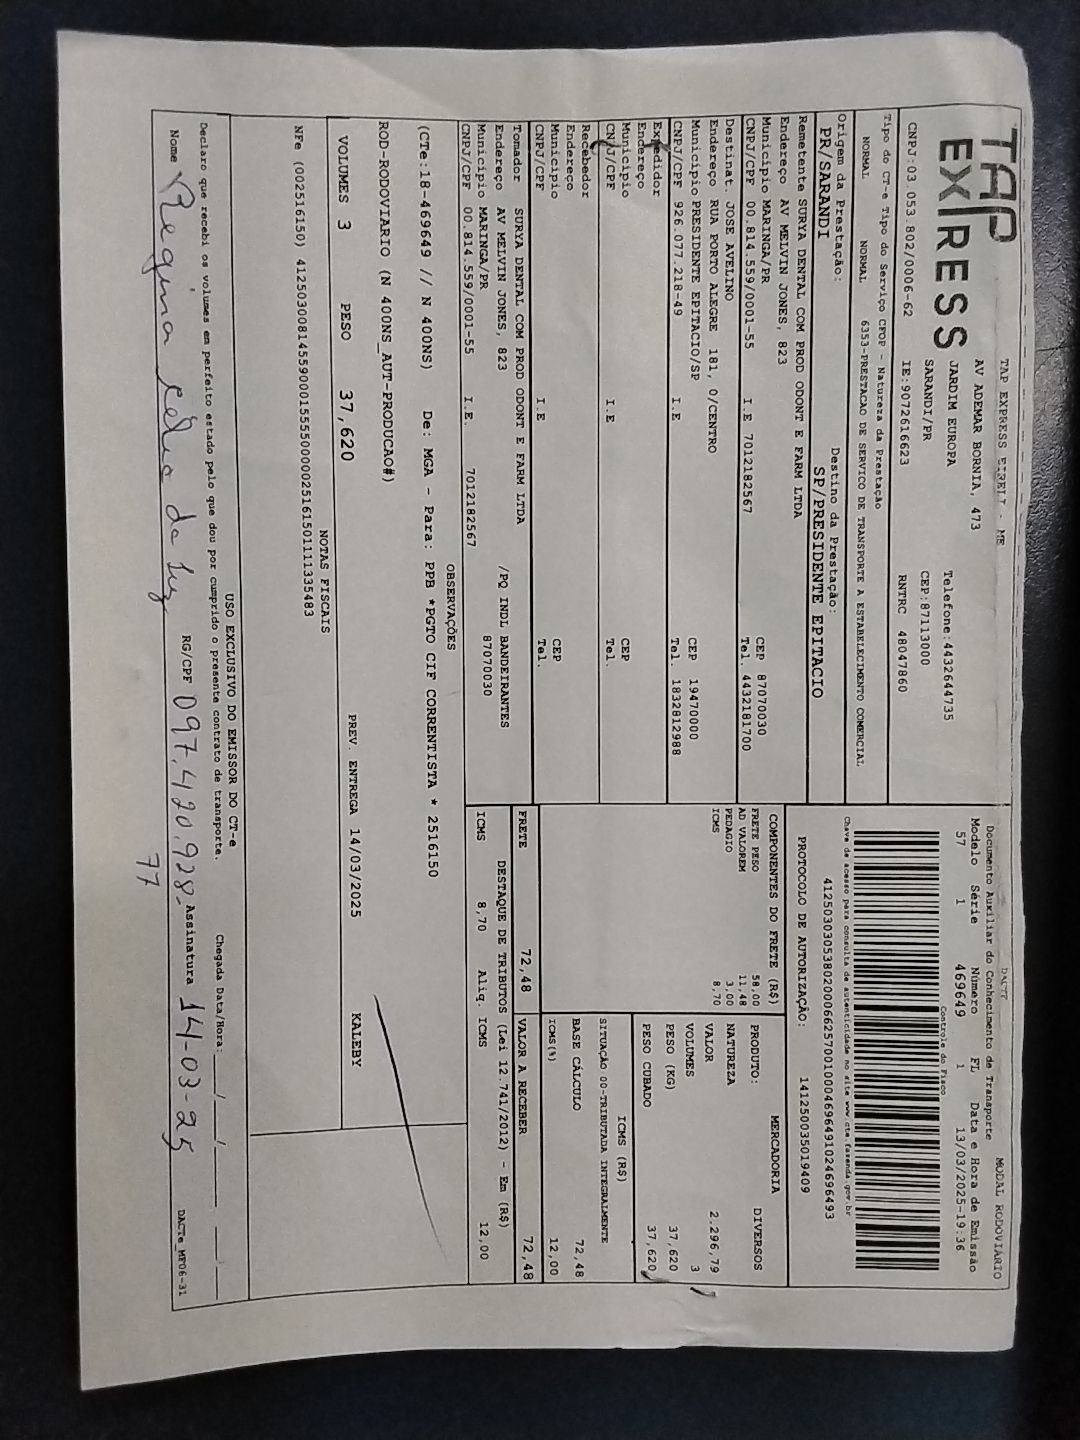 TAP
EXPRESS
TAP EXPRESS EIRELI - ME
AV ADEMAR BORNIA, 473
JARDIM EUROPA
SARANDI/PR
Telefone:4432644735
CEP:87113000
CNPJ:03.053.802/0006-62 IE:9072616623 RNTRC 48047860
DACTE MODAL RODOVIÁRIO
Documento Auxiliar do Conhecimento de Transporte
Modelo Série Número FL Data e Hora de Emissão
57 1 469649 1 13/03/2025-19:36
Controle do Fisco
Tipo do CT-e Tipo do Serviço CFOP - Natureza da Prestação
NORMAL NORMAL 6353-PRESTACAO DE SERVICO DE TRANSPORTE A ESTABELECIMENTO COMERCIAL
Chave de acesso para consulta de autenticidade no site www.cte.fazenda.gov.br
41250303053802000662570010004696491024696493
Origem da Prestação: Destino da Prestação:
PR/SARANDI SP/PRESIDENTE EPITACIO
PROTOCOLO DE AUTORIZAÇÃO: 141250035019409
Remetente SURYA DENTAL COM PROD ODONT E FARM LTDA
Endereço AV MELVIN JONES, 823
Município MARINGA/PR CEP 87070030
CNPJ/CPF 00.814.559/0001-55 I.E 7012182567 Tel. 4432181700
Destinat. JOSE AVELINO
Endereço RUA PORTO ALEGRE 181, 0/CENTRO
Município PRESIDENTE EPITACIO/SP CEP 19470000
CNPJ/CPF 926.077.218-49 I.E Tel. 1832812988
Expedidor
Endereço
Município CEP
CNPJ/CPF I.E Tel.
Recebedor
Endereço
Município CEP
CNPJ/CPF I.E Tel.
Tomador SURYA DENTAL COM PROD ODONT E FARM LTDA
Endereço AV MELVIN JONES, 823 /PQ INDL BANDEIRANTES
Município MARINGA/PR 87070030
CNPJ/CPF 00.814.559/0001-55 I.E. 7012182567
COMPONENTES DO FRETE (R$)
FRETE PESO 58,00
AD VALOREM 11,48
PEDAGIO 3,00
ICMS 8,70
MERCADORIA
PRODUTO: DIVERSOS
NATUREZA
VALOR 2.296,79
VOLUMES 3
PESO (KG) 37,620
PESO CUBADO 37,620
ICMS (R$)
SITUAÇÃO 00-TRIBUTADA INTEGRALMENTE
BASE CÁLCULO 72,48
ICMS(%) 12,00
FRETE 72,48 VALOR A RECEBER 72,48
DESTAQUE DE TRIBUTOS (Lei 12.741/2012) - Em (R$)
ICMS 8,70 Aliq. ICMS 12,00
OBSERVAÇÕES
(CTe:18-469649 // N 400NS) De: MGA - Para: PPB *PGTO CIF CORRENTISTA * 2516150
ROD-RODOVIARIO (N 400NS_AUT-PRODUCAO#)
VOLUMES 3 PESO 37,620 PREV. ENTREGA 14/03/2025 KALEBY
NOTAS FISCAIS
NFe (002516150) 41250300814559000155550000025161501111335483
USO EXCLUSIVO DO EMISSOR DO CT-e
Declaro que recebi os volumes em perfeito estado pelo que dou por cumprido o presente contrato de transporte. Chegada Data/Hora: ___/___/___ ___:___
Nome Regina Célia da Luz RG/CPF 097.420.928- Assinatura 14-03-25
77
DACTe_MP06-31